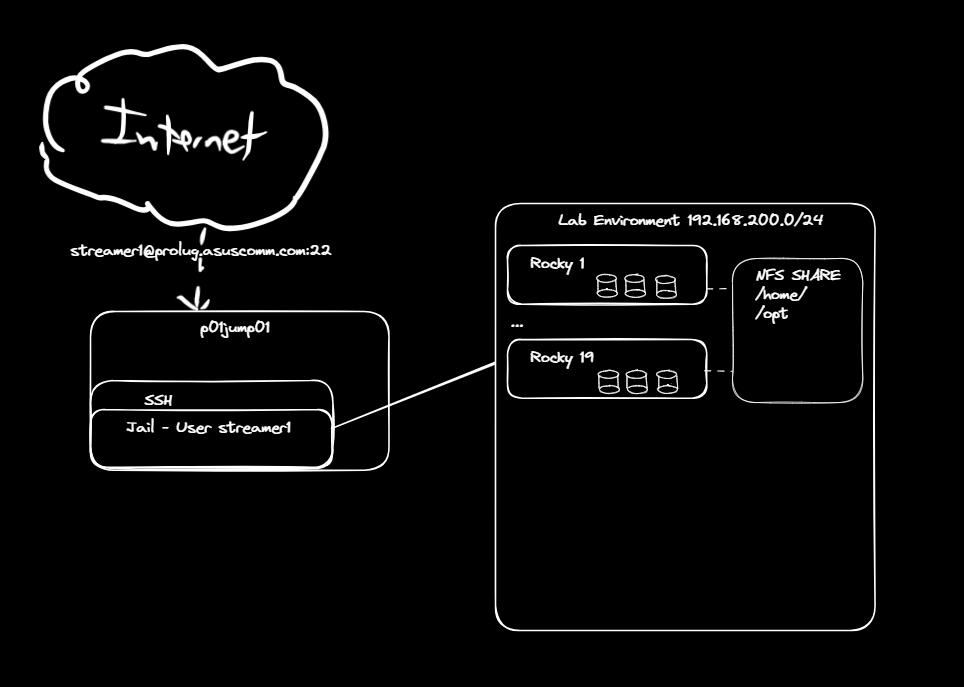 Internet
streamer1@prolug.asuscomm.com:22
p01jump01
SSH
Jail - User streamer1
Lab Environment 192.168.200.0/24
Rocky 1
...
Rocky 19
NFS SHARE
/home/
/opt